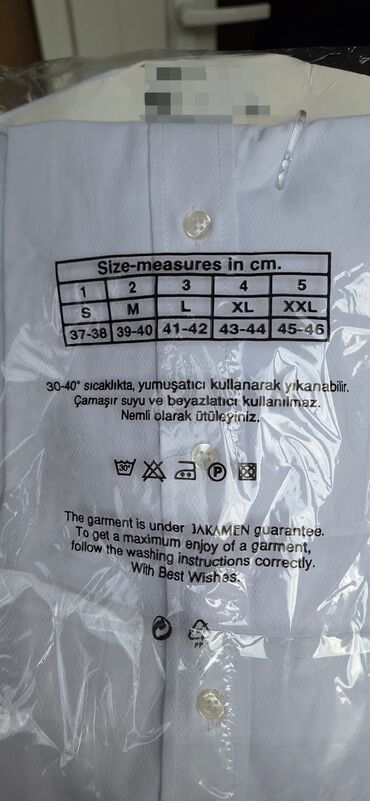 Size-measures in cm.
1 2 3 4 5
S M L XL XXL
37-38 39-40 41-42 43-44 45-46
30-40° sıcaklıkta, yumuşatıcı kullanarak yıkanabilir.
Çamaşır suyu ve beyazlatıcı kullanılmaz.
Nemli olarak ütüleyiniz.
30° P
The garment is under JAKAMEN guarantee.
To get a maximum enjoy of a garment,
follow the washing instructions correctly.
With Best Wishes.
PP